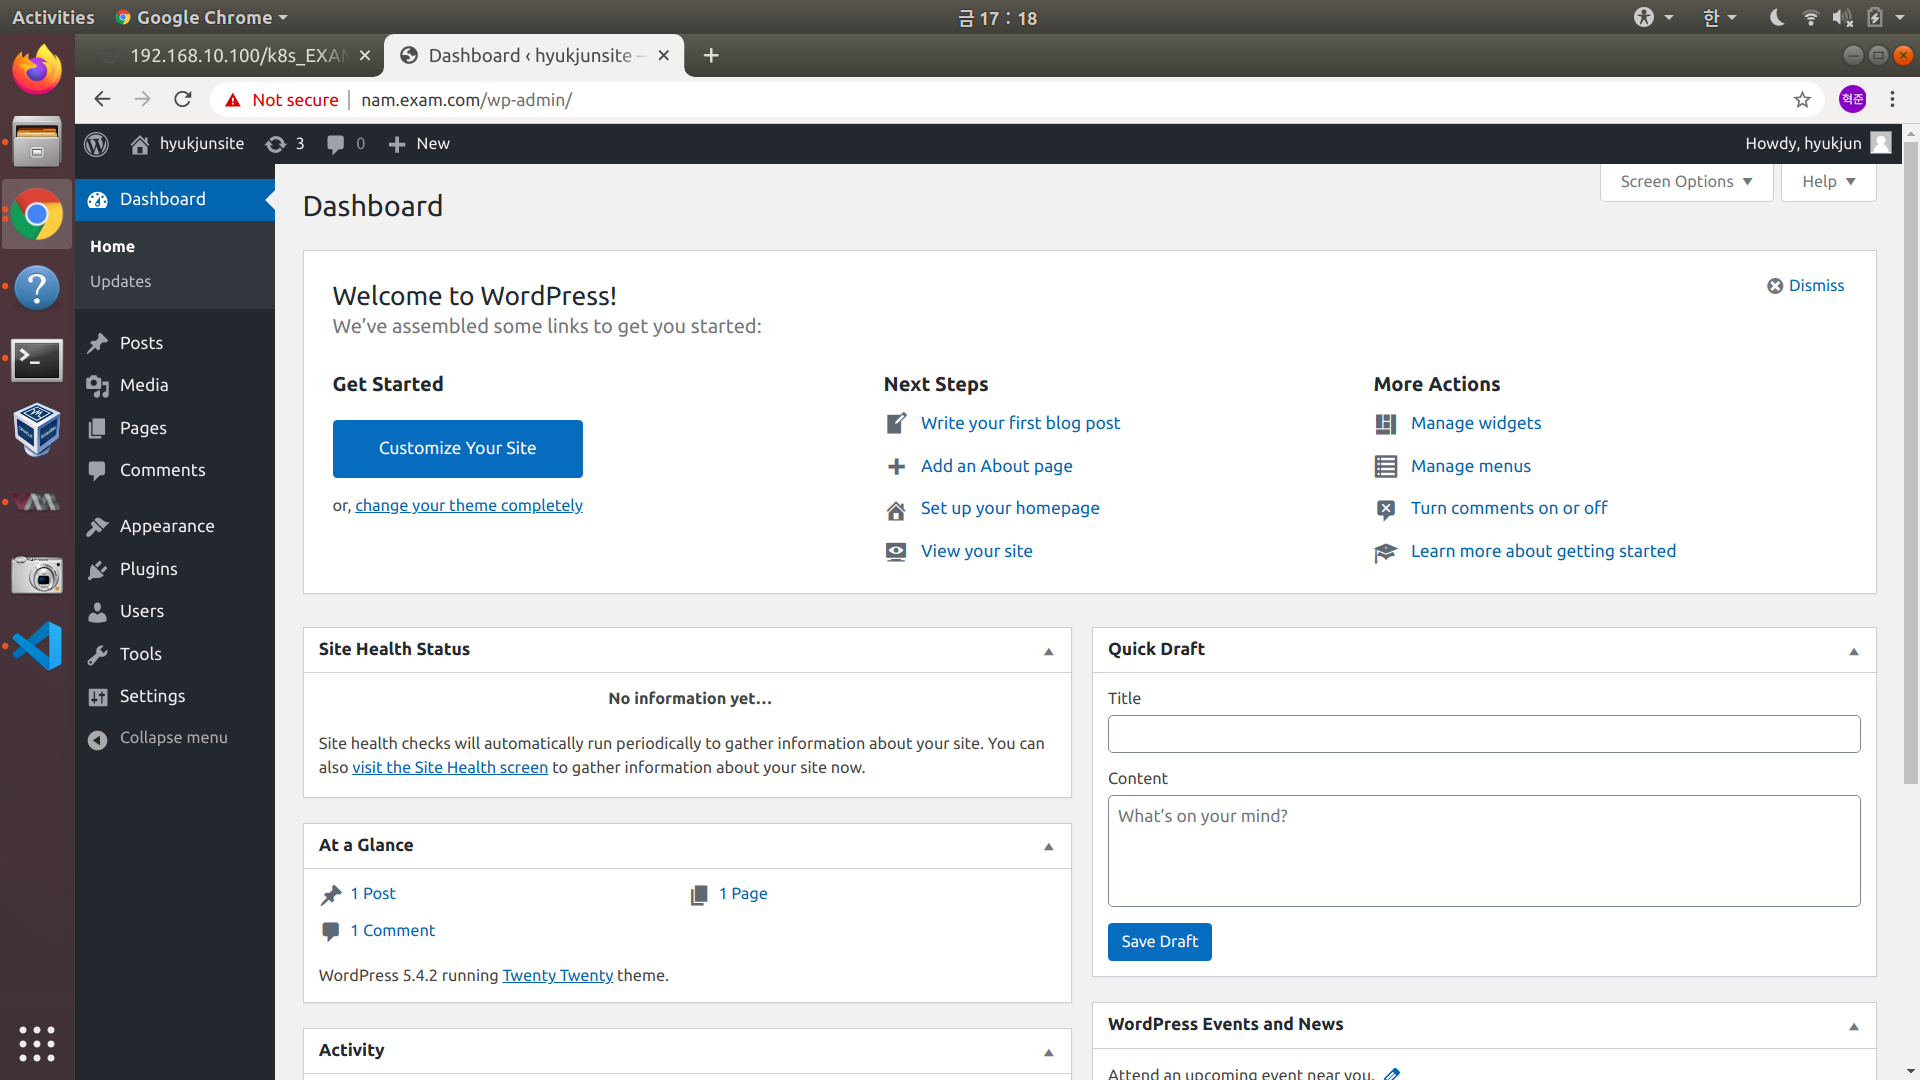 Activities
Google Chrome
금 17：18
한
192.168.10.100/k8s_EXAM
Dashboard ‹ hyukjunsite –
Not secure
nam.exam.com/wp-admin/
혁준
hyukjunsite
3
0
New
Howdy, hyukjun
Dashboard
Home
Updates
Posts
Media
Pages
Comments
Appearance
Plugins
Users
Tools
Settings
Collapse menu
Screen Options
Help
Dashboard
Welcome to WordPress!
We’ve assembled some links to get you started:
Dismiss
Get Started
Customize Your Site
or, change your theme completely
Next Steps
Write your first blog post
Add an About page
Set up your homepage
View your site
More Actions
Manage widgets
Manage menus
Turn comments on or off
Learn more about getting started
Site Health Status
No information yet…
Site health checks will automatically run periodically to gather information about your site. You can
also visit the Site Health screen to gather information about your site now.
At a Glance
1 Post
1 Page
1 Comment
WordPress 5.4.2 running Twenty Twenty theme.
Activity
Quick Draft
Title
Content
What’s on your mind?
Save Draft
WordPress Events and News
Attend an upcoming event near you.